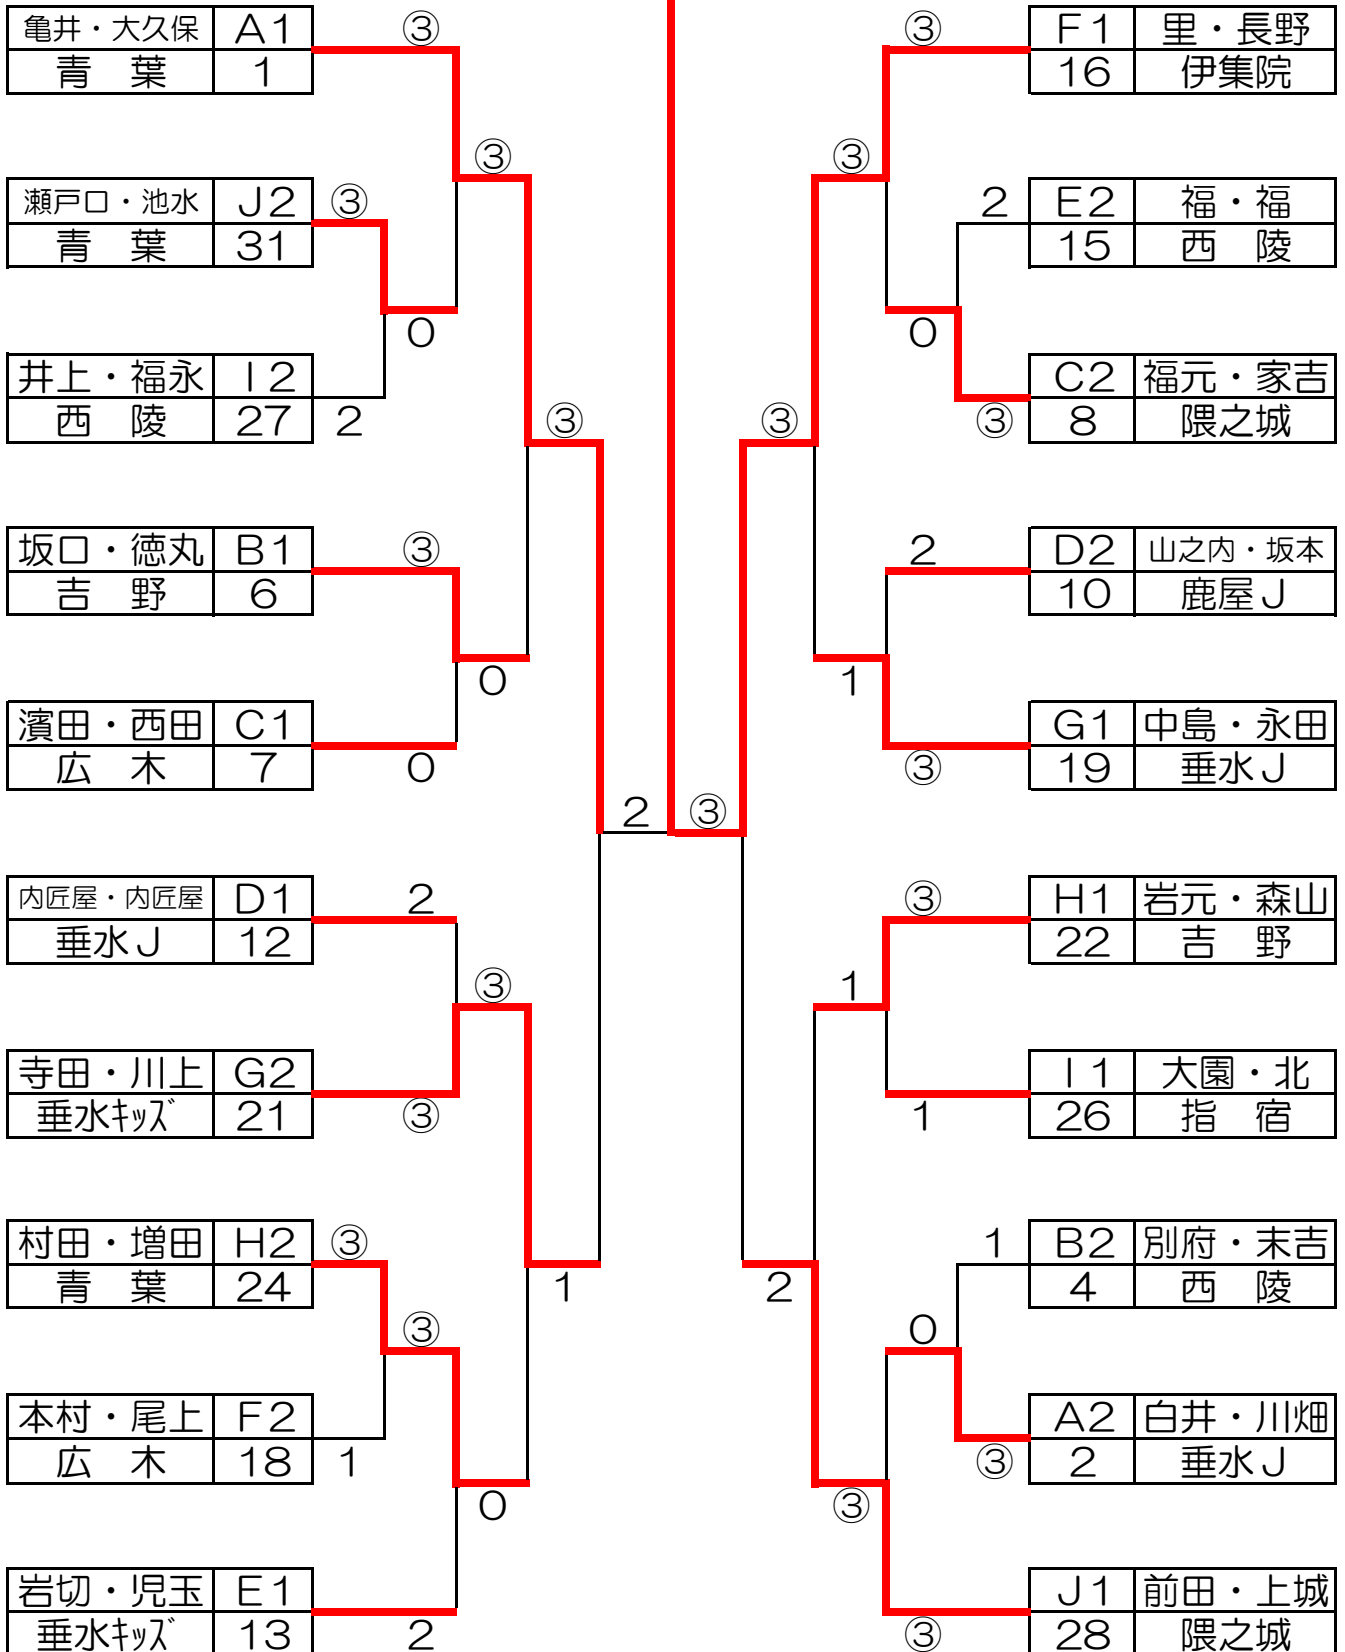 亀井・大久保 A1 ③ ③ F1 里・長野
青 葉 1 16 伊集院
③ ③
瀬戸口・池水 J2 ③ 2 E2 福・福
青 葉 31 15 西 陵
0 0
井上・福永 I2 C2 福元・家吉
西 陵 27 2 ③ ③ ③ 8 隈之城
坂口・徳丸 B1 ③ 2 D2 山之内・坂本
吉 野 6 10 鹿屋J
0 1
濱田・西田 C1 G1 中島・永田
広 木 7 0 ③ 19 垂水J
2 ③
内匠屋・内匠屋 D1 2 ③ H1 岩元・森山
垂水J 12 22 吉 野
③ 1
寺田・川上 G2 I1 大園・北
垂水キッズ 21 ③ 1 26 指 宿
村田・増田 H2 ③ 1 B2 別府・末吉
青 葉 24 1 2 4 西 陵
③ 0
本村・尾上 F2 A2 白井・川畑
広 木 18 1 ③ 2 垂水J
0 ③
岩切・児玉 E1 J1 前田・上城
垂水キッズ 13 2 ③ 28 隈之城